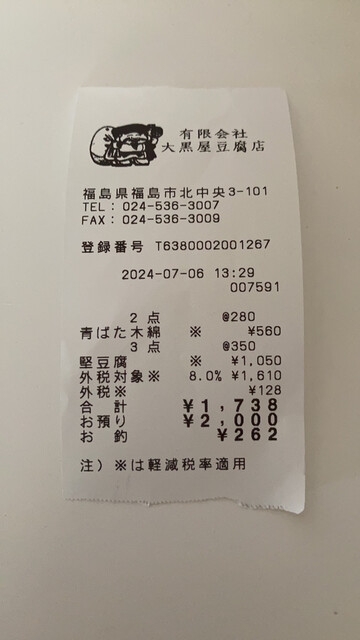 有限会社
大黒屋豆腐店
福島県福島市北中央3-101
TEL: 024-536-3007
FAX: 024-536-3009
登録番号 T6380002001267
2024-07-06 13:29
007591
2点 @280
青ばた木綿 ※ ¥560
3点 @350
堅豆腐 ※ ¥1,050
外税対象※ 8.0% ¥1,610
外税※ ¥128
合 計 ¥1,738
お預り ¥2,000
お 釣 ¥262
注)※は軽減税率適用